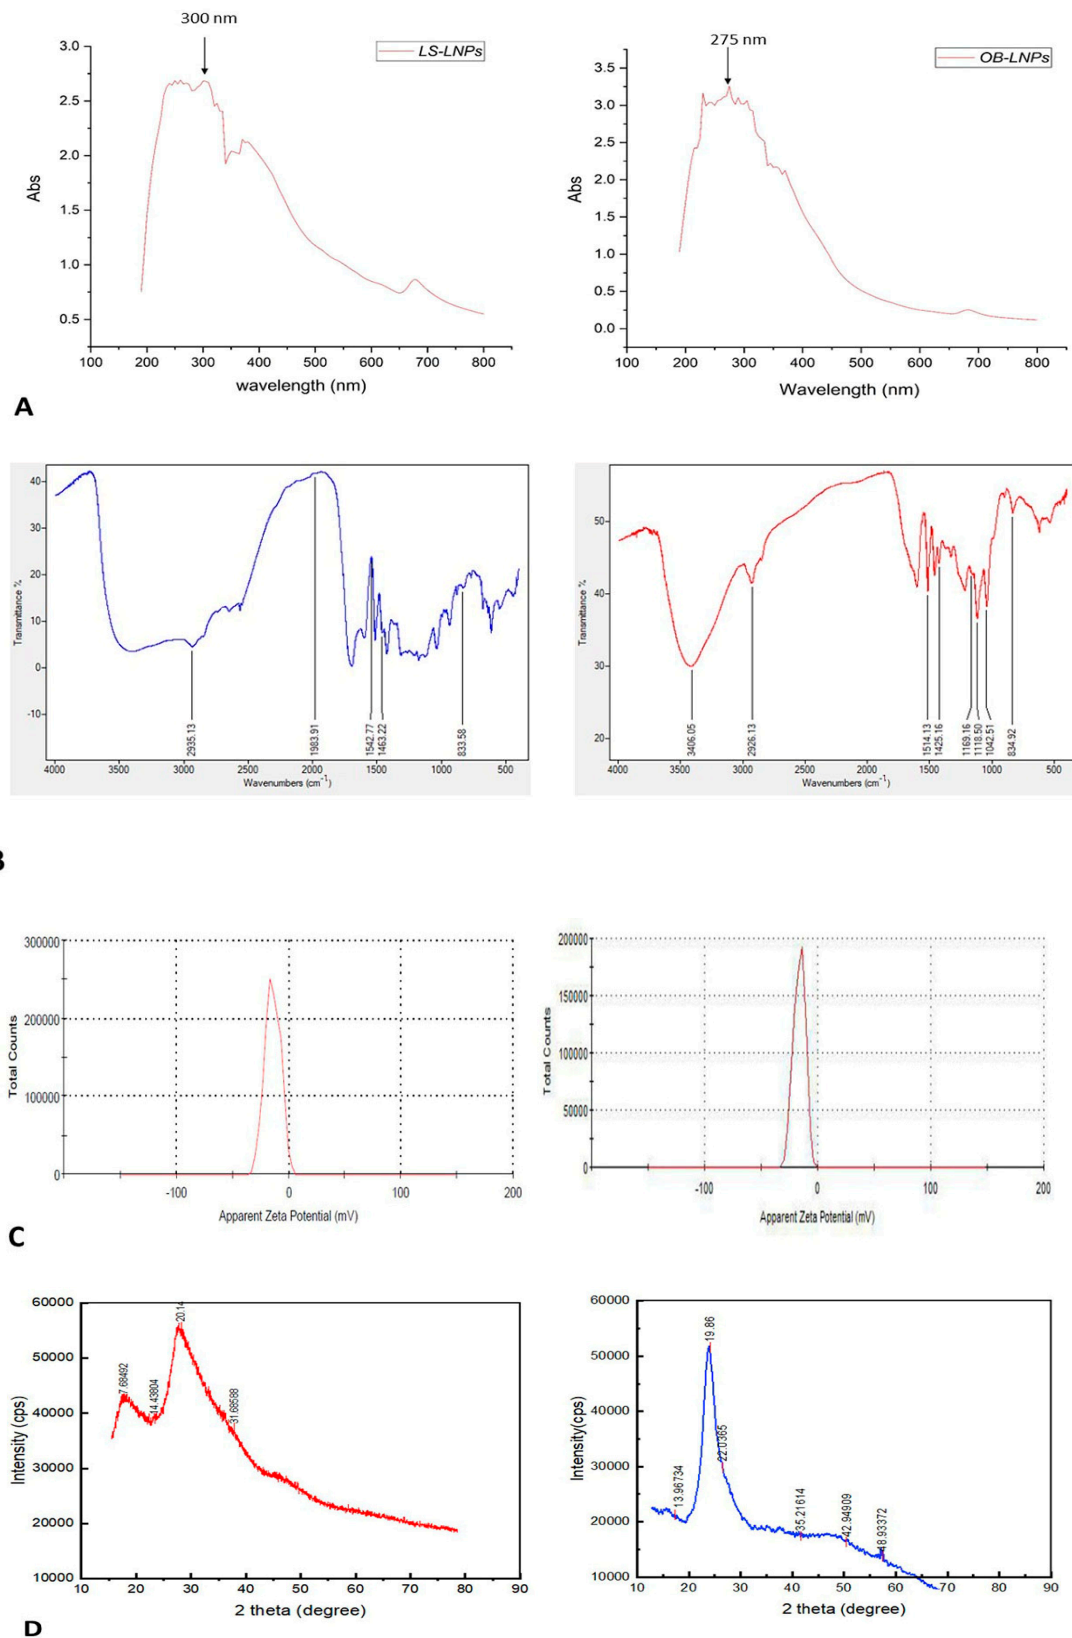 300 nm
LS-LNPs
3.0
2.5
2.0
1.5
1.0
0.5
Abs
100 200 300 400 500 600 700 800
wavelength (nm)
275 nm
OB-LNPs
3.5
3.0
2.5
2.0
1.5
1.0
0.5
0.0
Abs
100 200 300 400 500 600 700 800
Wavelength (nm)
A
40
30
20
10
0
-10
Transmittance %
2935.13
1983.91
1542.77
1463.22
833.58
4000 3500 3000 2500 2000 1500 1000 500
Wavenumbers (cm-1)
50
40
30
20
Transmittance %
3406.05
2926.13
1514.13
1425.16
1169.16
1118.50
1042.51
834.92
4000 3500 3000 2500 2000 1500 1000 500
Wavenumbers (cm-1)
300000
200000
100000
0
Total Counts
-100 0 100 200
Apparent Zeta Potential (mV)
200000
150000
100000
50000
0
Total Counts
-100 0 100 200
Apparent Zeta Potential (mV)
C
60000
50000
40000
30000
20000
10000
Intensity (cps)
7.68492
14.43804
20.14
31.68588
10 20 30 40 50 60 70 80 90
2 theta (degree)
60000
50000
40000
30000
20000
10000
Intensity(cps)
13.96734
19.86
22.0365
35.21614
42.94909
48.93372
10 20 30 40 50 60 70 80 90
2 theta (degree)
D